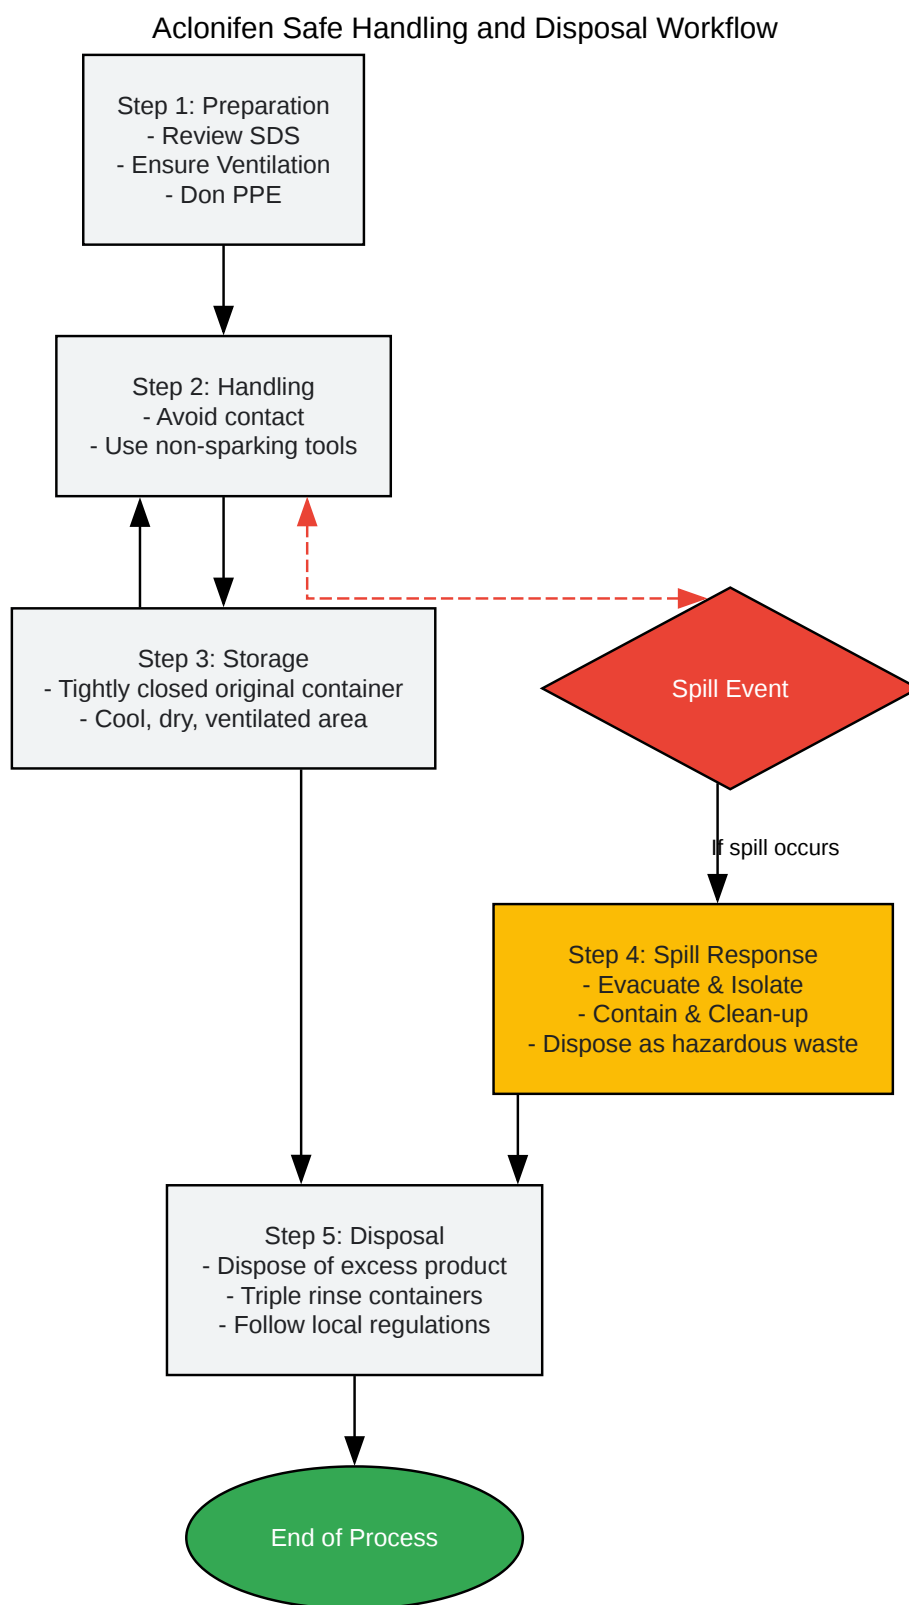 Aclonifen Safe Handling and Disposal Workflow
Step 1: Preparation
- Review SDS
- Ensure Ventilation
- Don PPE
Step 2: Handling
- Avoid contact
- Use non-sparking tools
Step 3: Storage
- Tightly closed original container
- Cool, dry, ventilated area
Spill Event
If spill occurs
Step 4: Spill Response
- Evacuate & Isolate
- Contain & Clean-up
- Dispose as hazardous waste
Step 5: Disposal
- Dispose of excess product
- Triple rinse containers
- Follow local regulations
End of Process